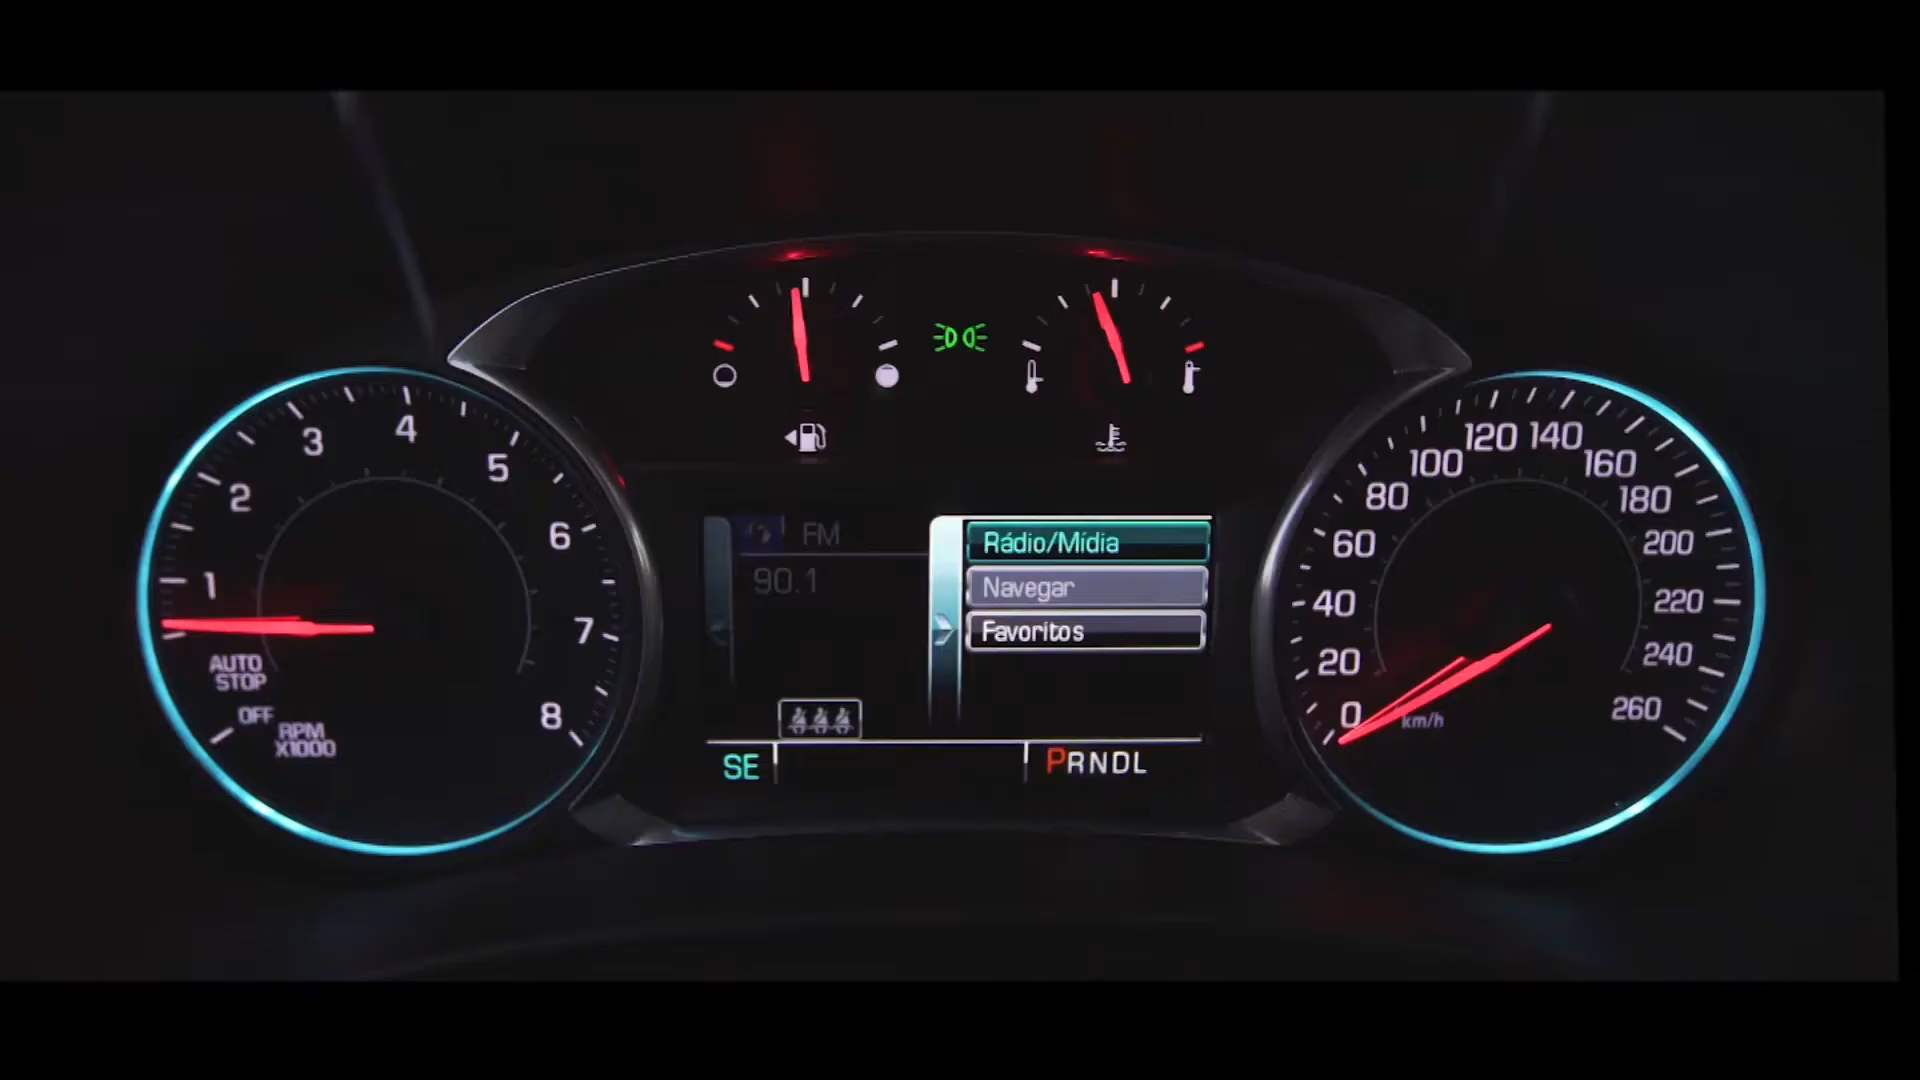 1
2
3
4
5
6
7
8
AUTO
STOP
OFF
RPM
X1000
FM
90.1
Rádio/Mídia
Navegar
Favoritos
SE
PRNDL
0
20
40
60
80
100
120
140
160
180
200
220
240
260
km/h